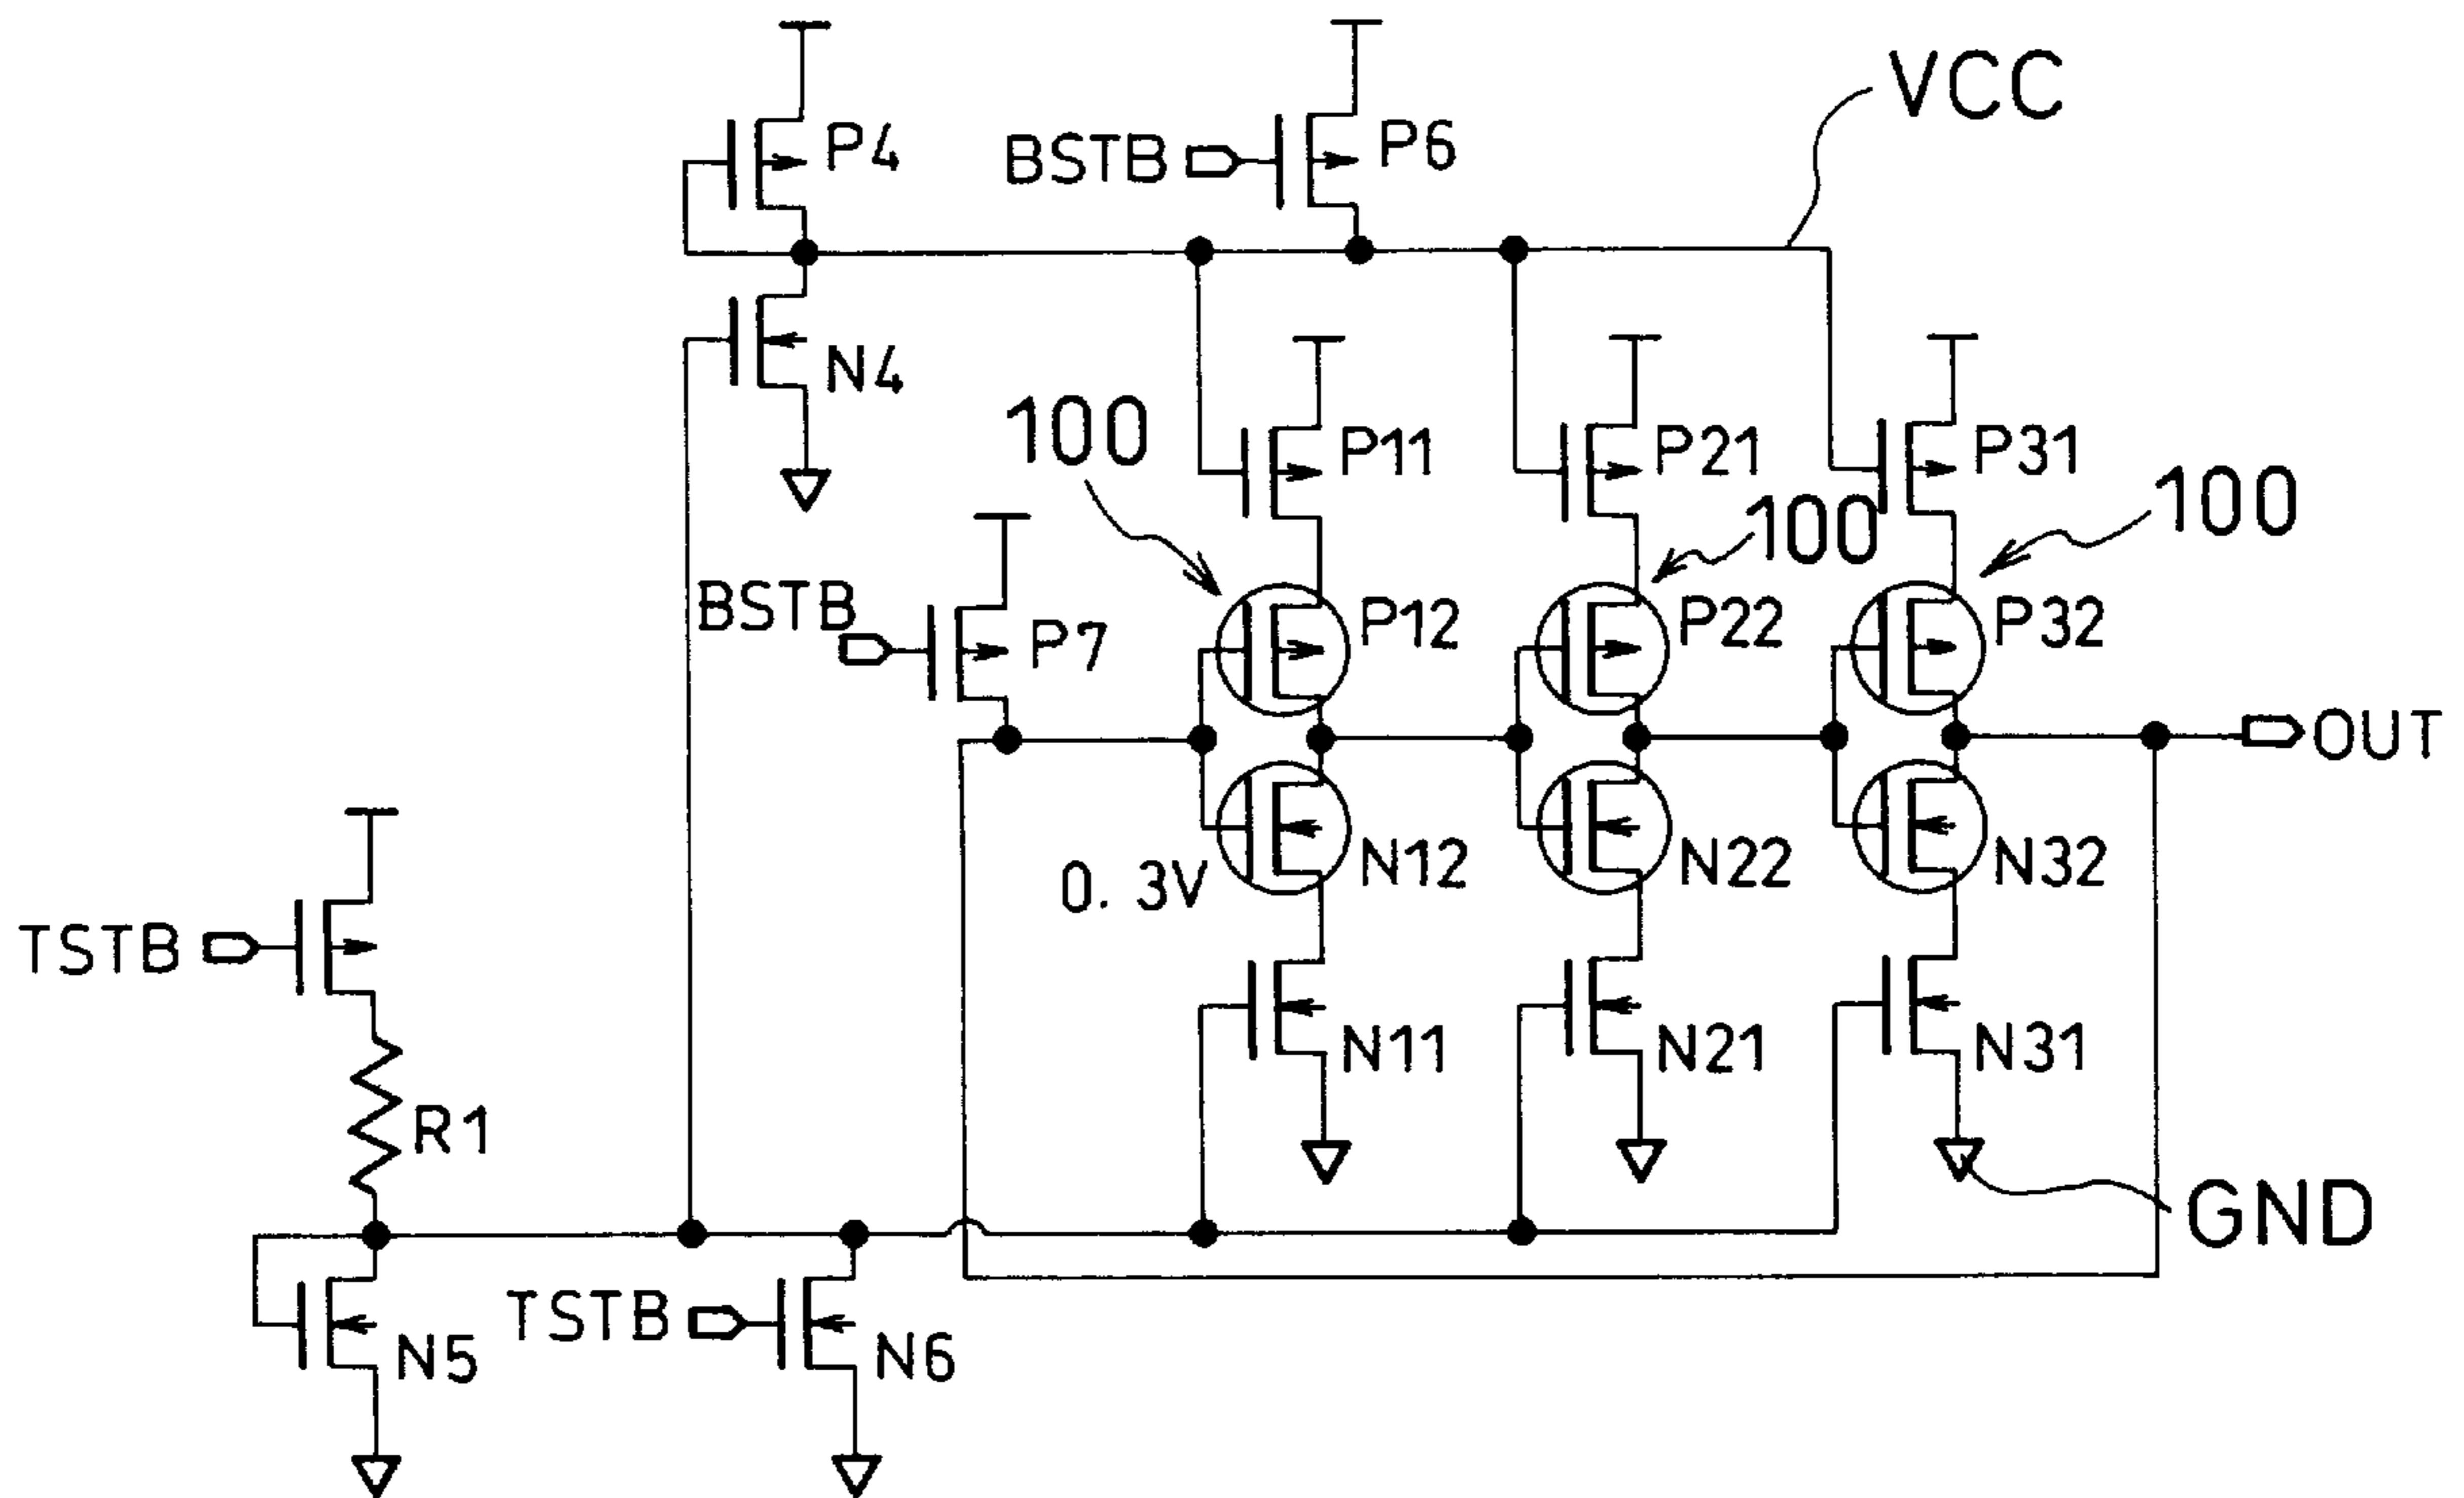 VCC
P4
BSTB
P6
N4
100
P11
P21
P31
100
100
BSTB
P7
P12
P22
P32
OUT
0. 3V
N12
N22
N32
TSTB
N11
N21
N31
R1
GND
TSTB
N5
N6